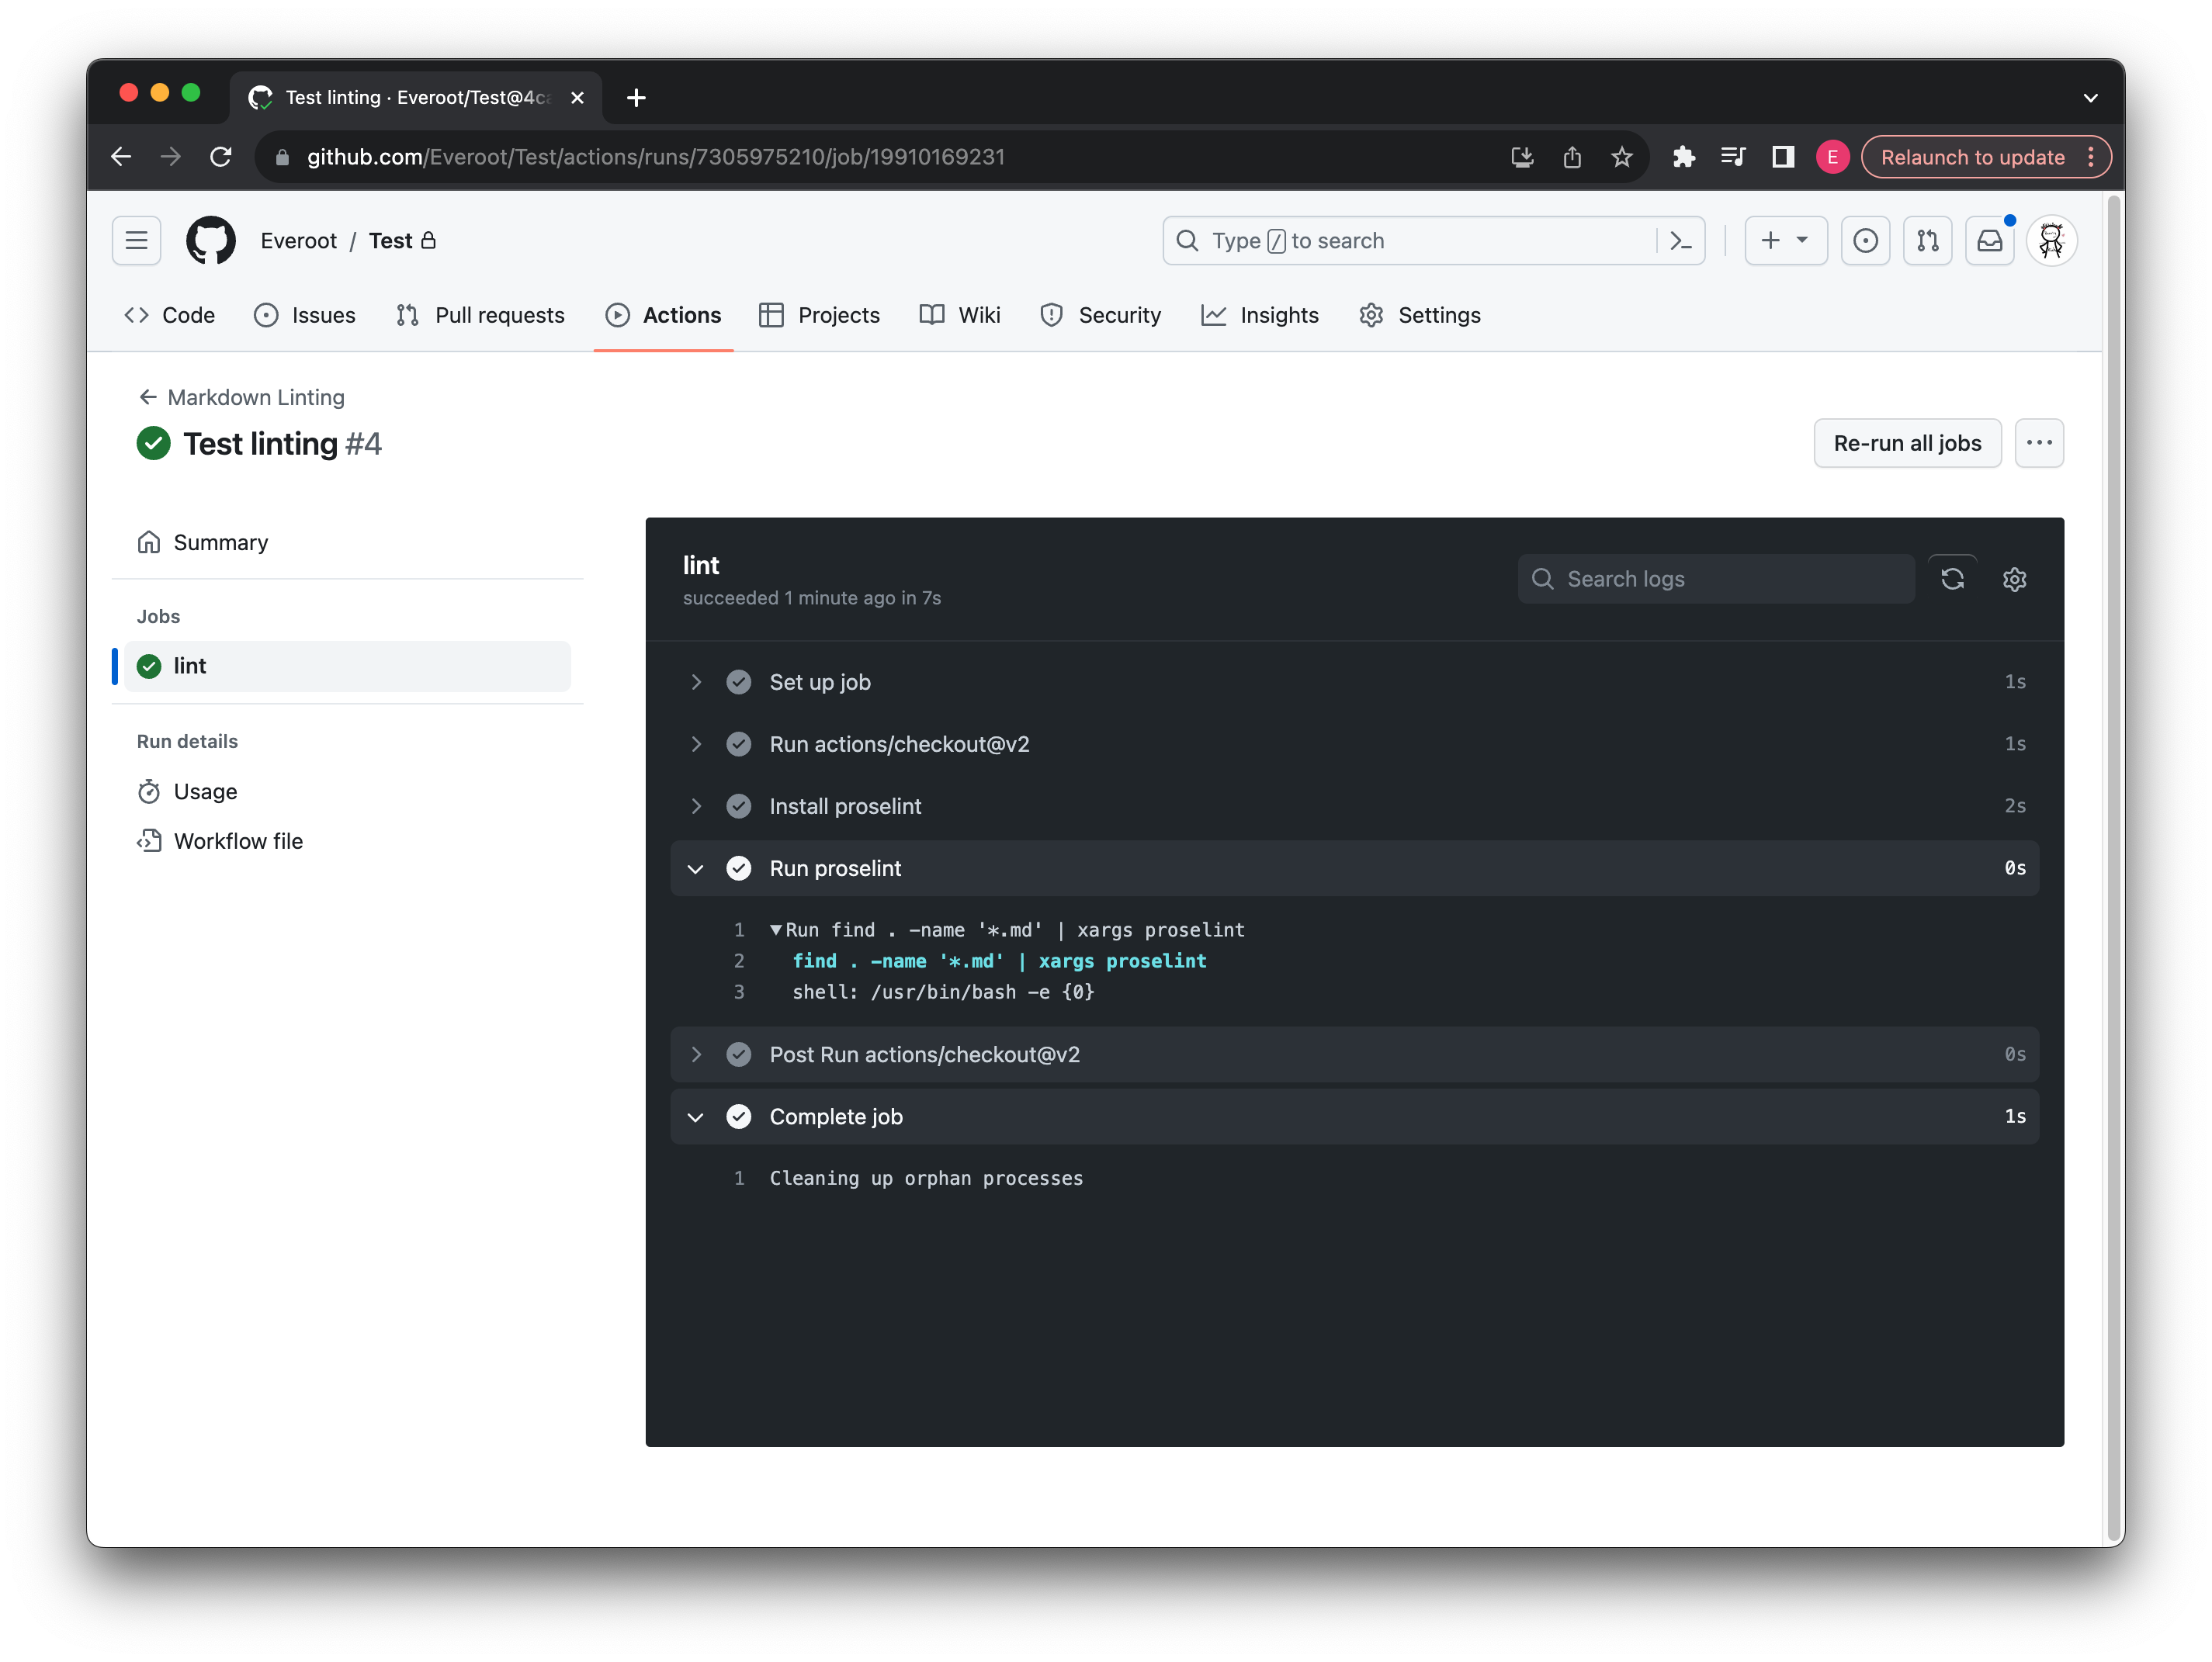 Test linting · Everoot/Test@4ca
github.com/Everoot/Test/actions/runs/7305975210/job/19910169231
E
Relaunch to update
Everoot / Test
Type / to search
Code
Issues
Pull requests
Actions
Projects
Wiki
Security
Insights
Settings
Markdown Linting
Test linting #4
Re-run all jobs
Summary
Jobs
lint
Run details
Usage
Workflow file
lint
succeeded 1 minute ago in 7s
Search logs
Set up job 1s
Run actions/checkout@v2 1s
Install proselint 2s
Run proselint 0s
1 Run find . -name '*.md' | xargs proselint
2 find . -name '*.md' | xargs proselint
3 shell: /usr/bin/bash -e {0}
Post Run actions/checkout@v2 0s
Complete job 1s
1 Cleaning up orphan processes